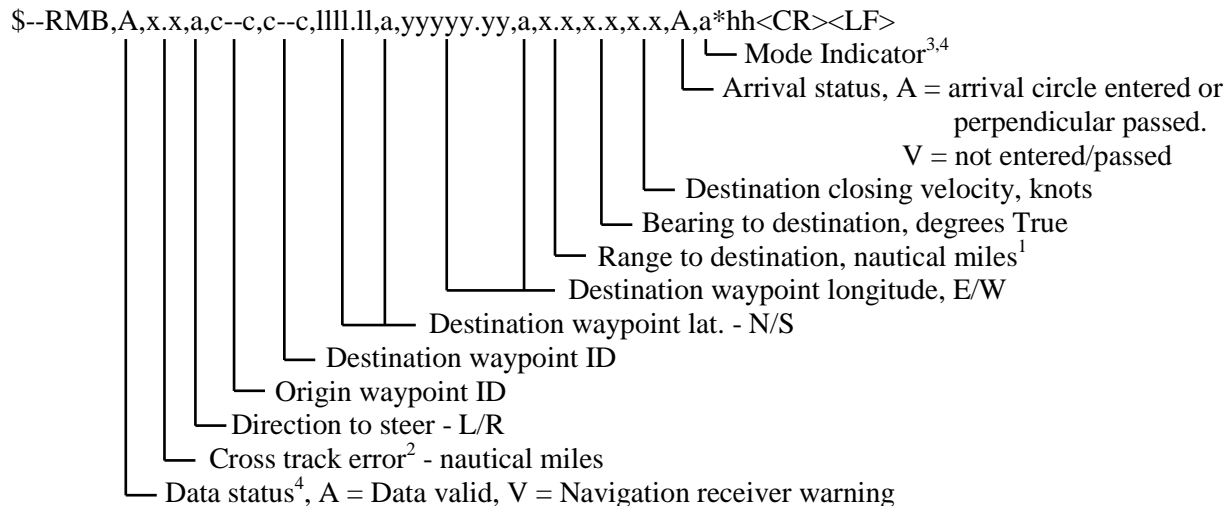 $--RMB,A,x.x,a,c--c,c--c,llll.ll,a,yyyyy.yy,a,x.x,x.x,x.x,A,a*hh<CR><LF>
Mode Indicator3,4
Arrival status, A = arrival circle entered or
perpendicular passed.
V = not entered/passed
Destination closing velocity, knots
Bearing to destination, degrees True
Range to destination, nautical miles1
Destination waypoint longitude, E/W
Destination waypoint lat. - N/S
Destination waypoint ID
Origin waypoint ID
Direction to steer - L/R
Cross track error2 - nautical miles
Data status4, A = Data valid, V = Navigation receiver warning